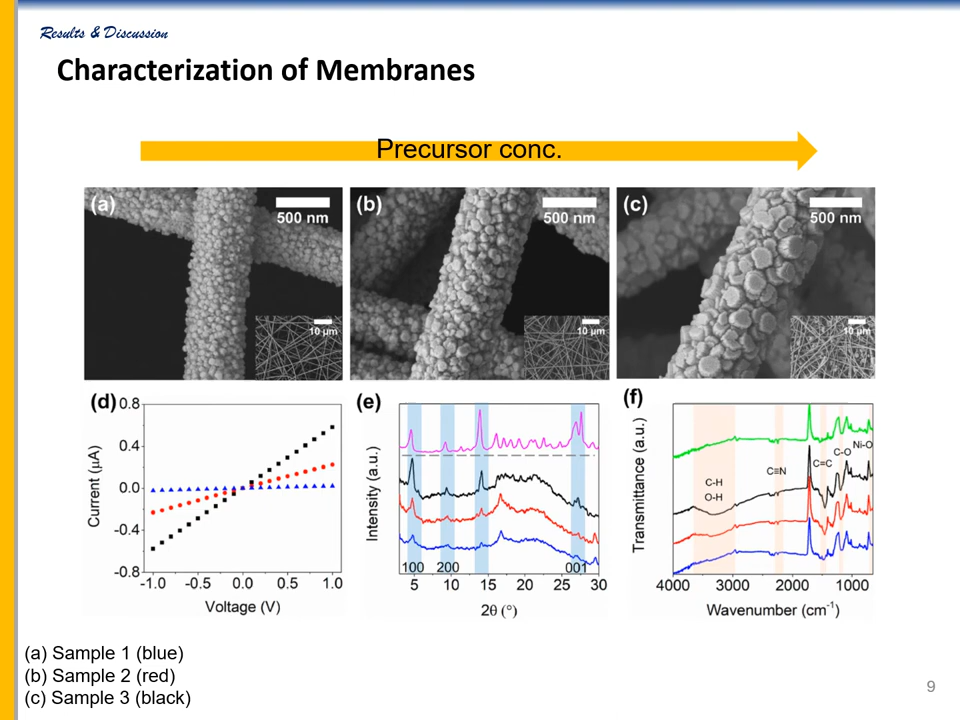 Results & Discussion
Characterization of Membranes
Precursor conc.
(a)
500 nm
10 µm
(b)
500 nm
10 µm
(c)
500 nm
10 µm
(d)
0.8
0.4
0.0
-0.4
-0.8
Current (µA)
-1.0 -0.5 0.0 0.5 1.0
Voltage (V)
(e)
Intensity (a.u.)
100 200 001
5 10 15 20 25 30
2θ (°)
(f)
Transmittance (a.u.)
Ni-O
C-O
C=C
C≡N
C-H
O-H
4000 3000 2000 1000
Wavenumber (cm⁻¹)
(a) Sample 1 (blue)
(b) Sample 2 (red)
(c) Sample 3 (black)
9